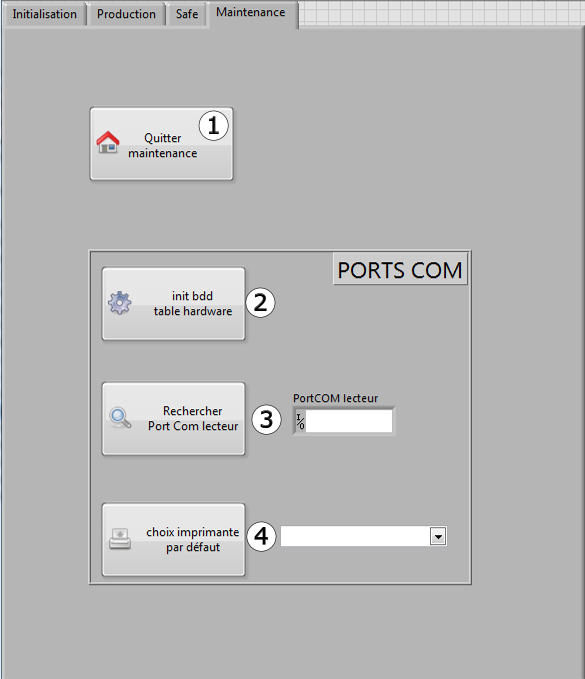 Initialisation
Production
Safe
Maintenance
1
Quitter
maintenance
PORTS COM
init bdd
table hardware
2
Rechercher
Port Com lecteur
3
PortCOM lecteur
I/O
choix imprimante
par défaut
4